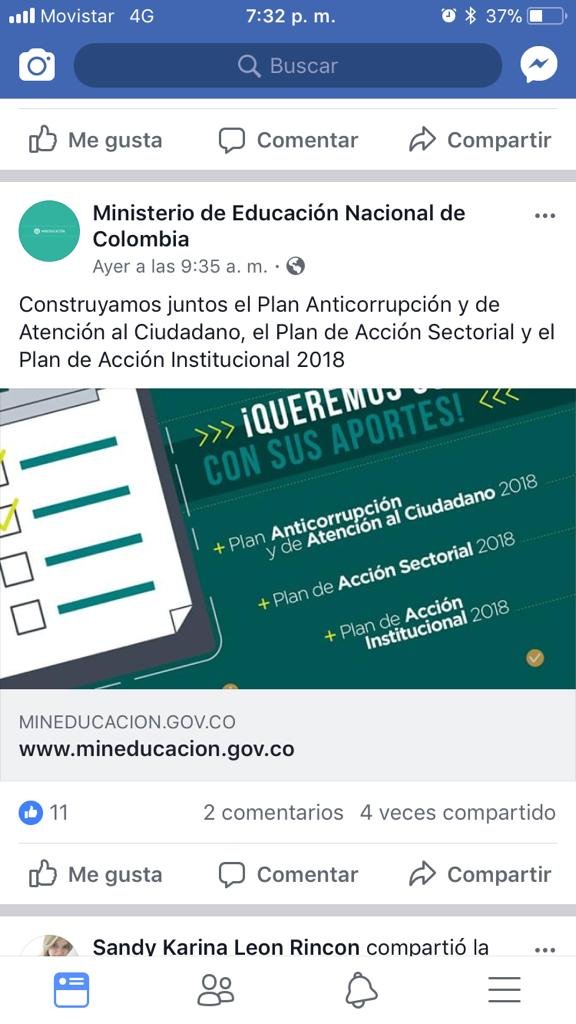 Movistar 4G 7:32 p. m. 37%
Buscar
Me gusta Comentar Compartir
Ministerio de Educación Nacional de
Colombia
Ayer a las 9:35 a. m. ·
Construyamos juntos el Plan Anticorrupción y de
Atención al Ciudadano, el Plan de Acción Sectorial y el
Plan de Acción Institucional 2018
>>> ¡QUEREMOS <<<
CON SUS APORTES!
+ Plan Anticorrupción
y de Atención al Ciudadano 2018
+ Plan de Acción Sectorial 2018
+ Plan de Acción
Institucional 2018
MINEDUCACION.GOV.CO
www.mineducacion.gov.co
11 2 comentarios 4 veces compartido
Me gusta Comentar Compartir
Sandy Karina Leon Rincon compartió la